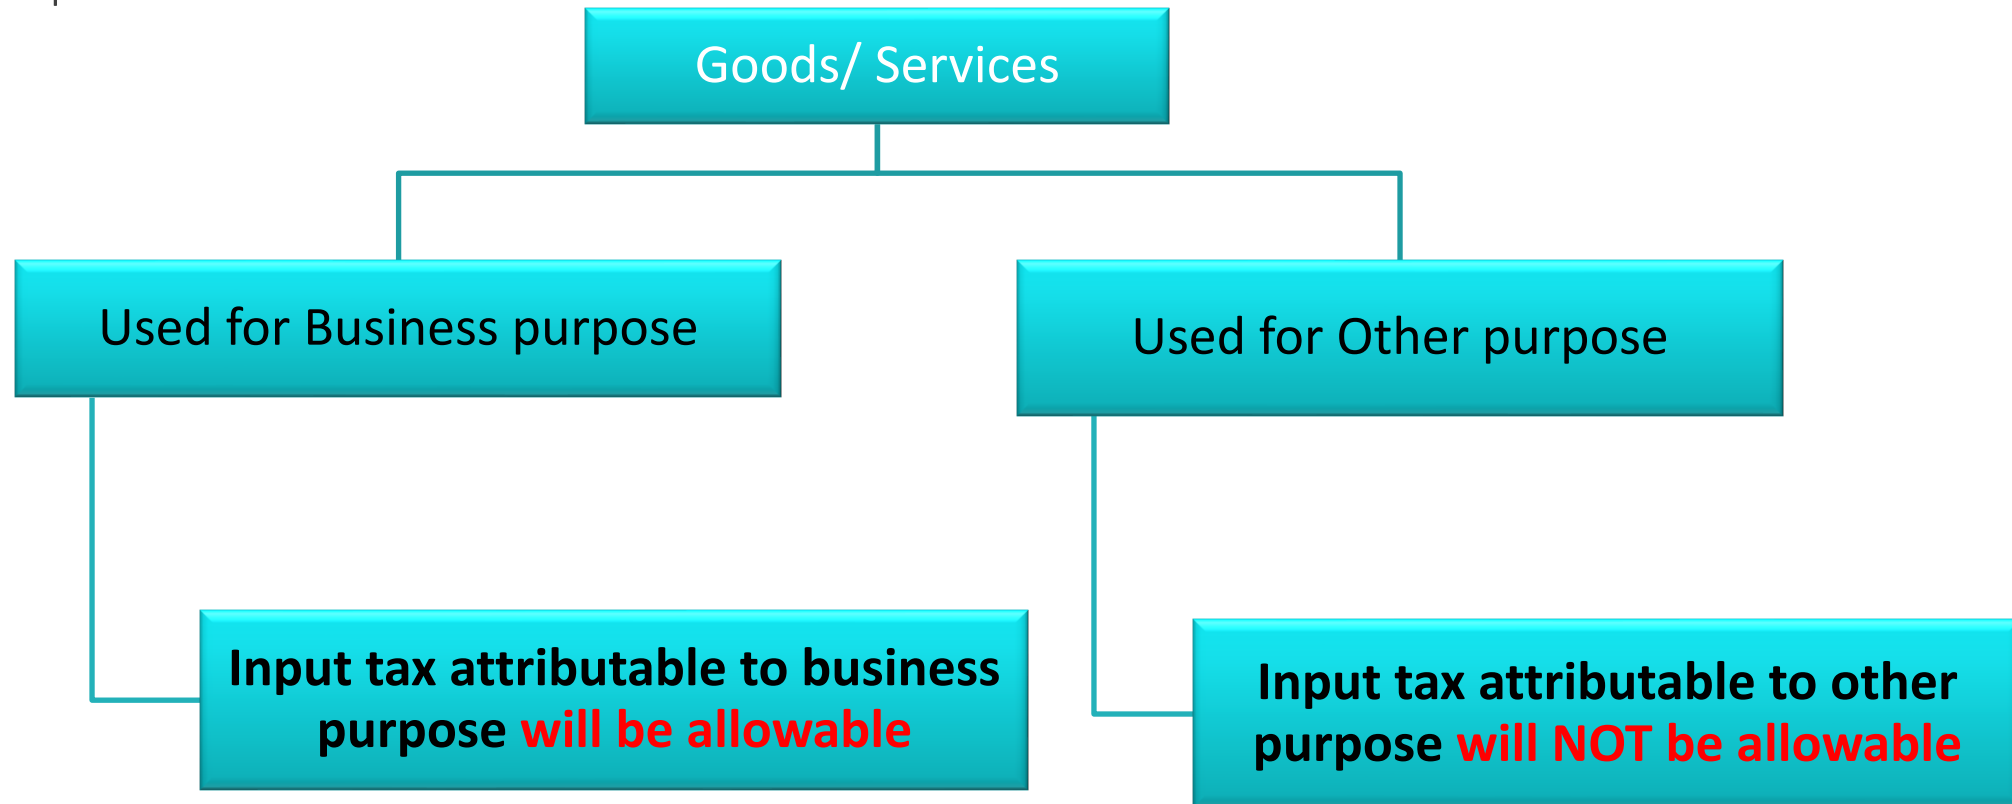 Goods/ Services
Used for Business purpose
Used for Other purpose
Input tax attributable to business
purpose will be allowable
Input tax attributable to other
purpose will NOT be allowable